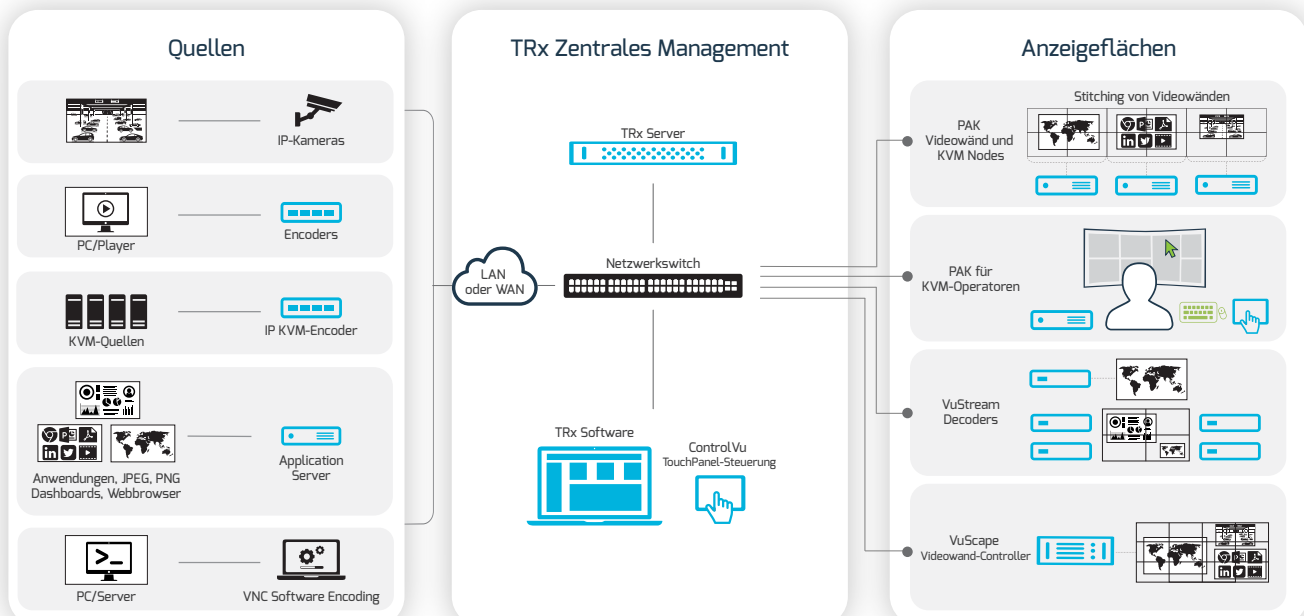 Quellen
IP-Kameras
PC/Player
Encoders
KVM-Quellen
IP KVM-Encoder
Anwendungen, JPEG, PNG
Dashboards, Webbrowser
Application
Server
PC/Server
VNC Software Encoding
TRx Zentrales Management
TRx Server
LAN
oder WAN
Netzwerkswitch
TRx Software
ControlVu
TouchPanel-Steuerung
Anzeigeflächen
Stitching von Videowänden
PAK
Videowänd und
KVM Nodes
PAK für
KVM-Operatoren
VuStream
Decoders
VuScape
Videowand-Controller